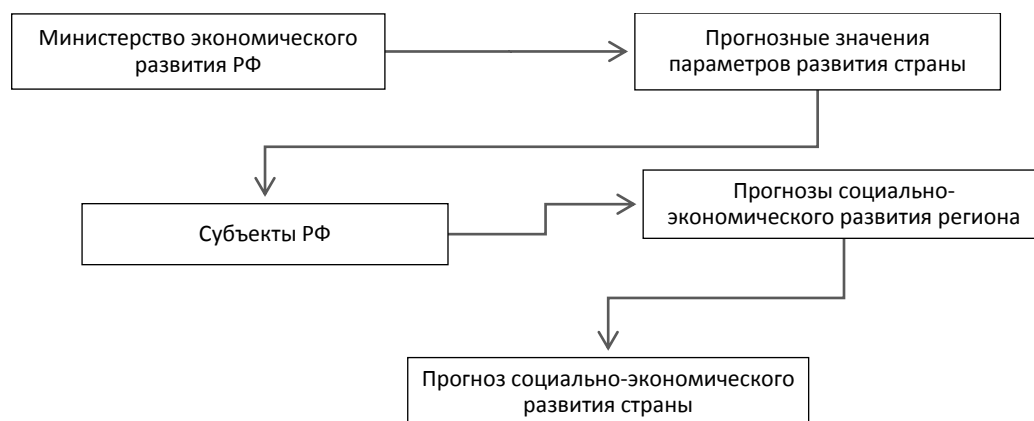 Министерство экономического
развития РФ
Прогнозные значения
параметров развития страны
Субъекты РФ
Прогнозы социально-
экономического развития региона
Прогноз социально-экономического
развития страны